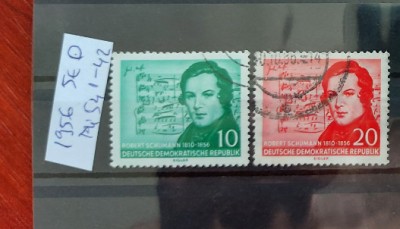 1956 SE
Mi 541-42
10
ROBERT SCHUMANN 1810-1856
DEUTSCHE DEMOKRATISCHE REPUBLIK
20
ROBERT SCHUMANN 1810-1856
DEUTSCHE DEMOKRATISCHE REPUBLIK